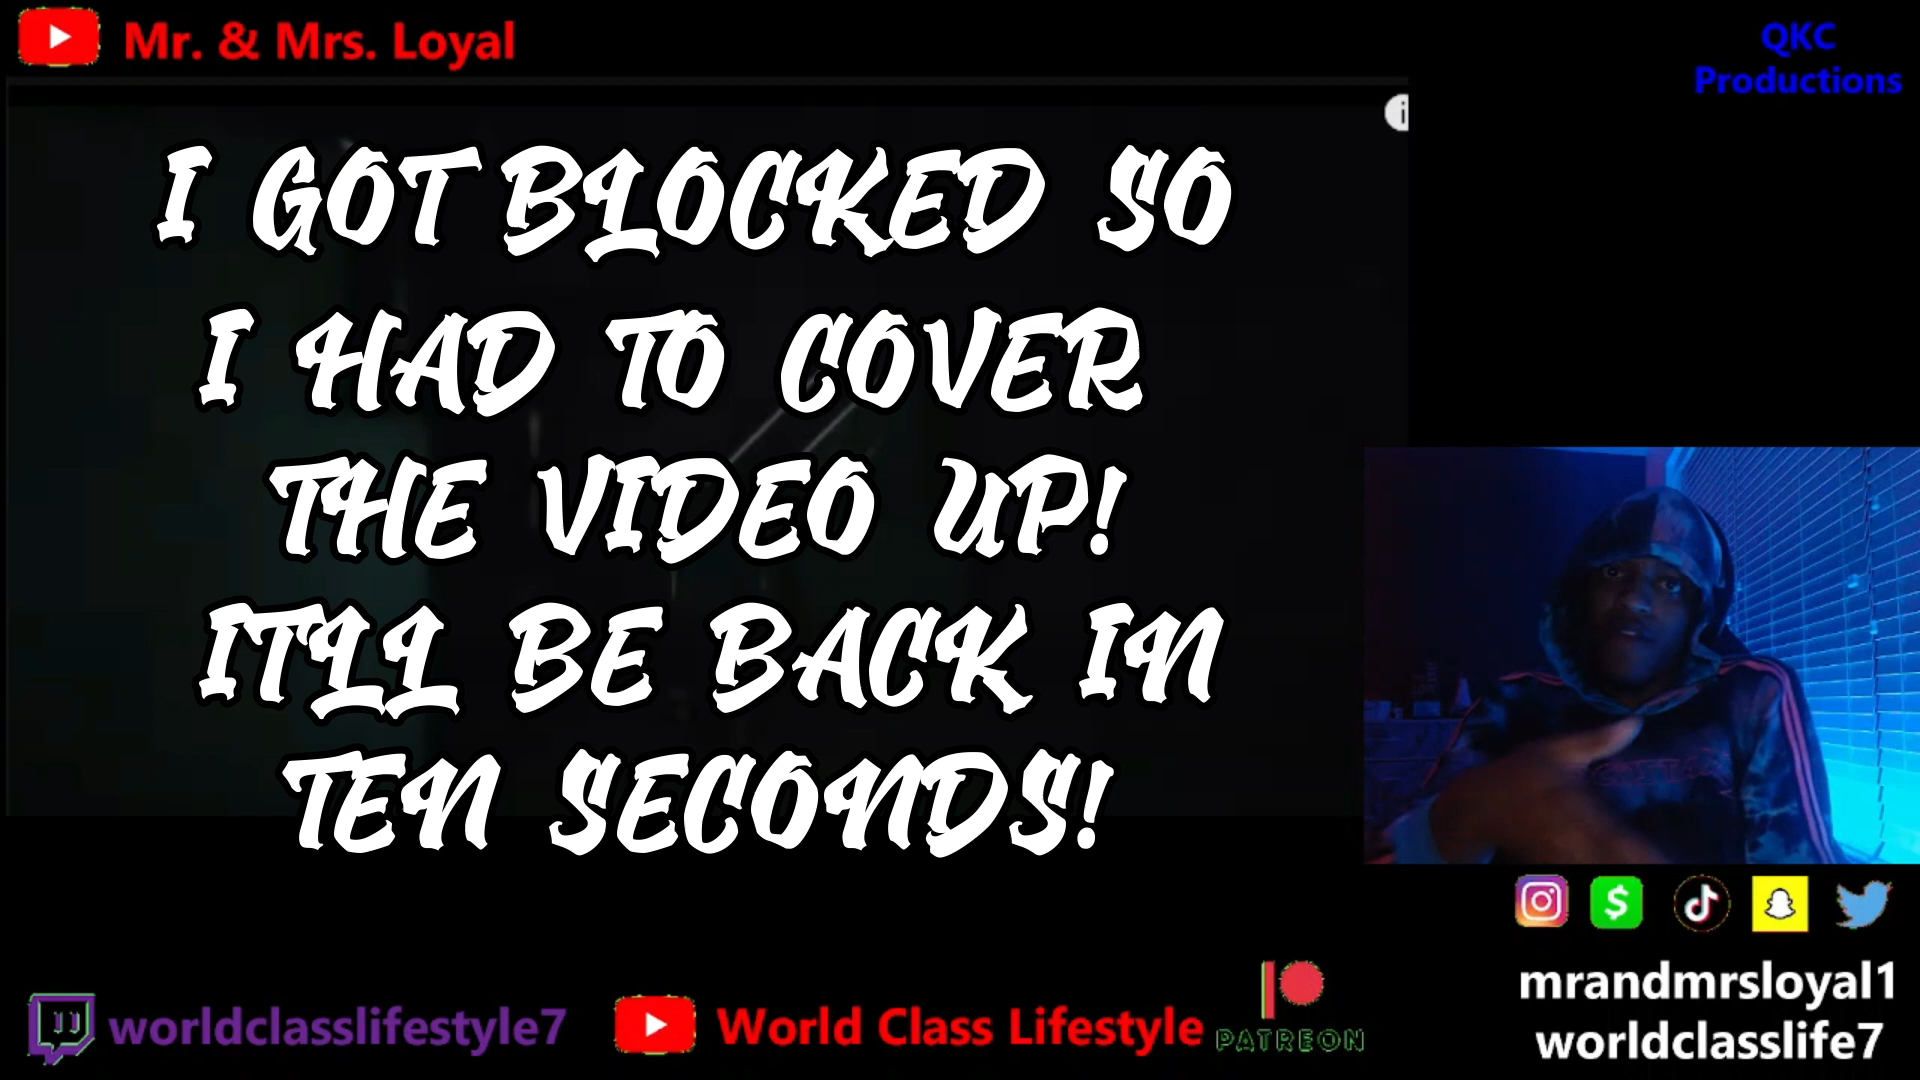 Mr. & Mrs. Loyal
QKC
Productions
I GOT BLOCKED SO
I HAD TO COVER
THE VIDEO UP!
ITLL BE BACK IN
TEN SECONDS!
mrandmrsloyal1
worldclasslife7
worldclasslifestyle7
World Class Lifestyle
PATREON